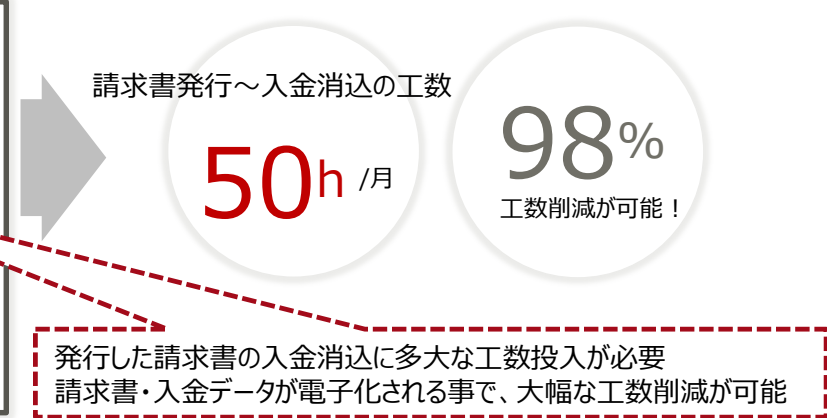 請求書発行～入金消込の工数
50h /月
98%
工数削減が可能！
発行した請求書の入金消込に多大な工数投入が必要
請求書・入金データが電子化される事で、大幅な工数削減が可能